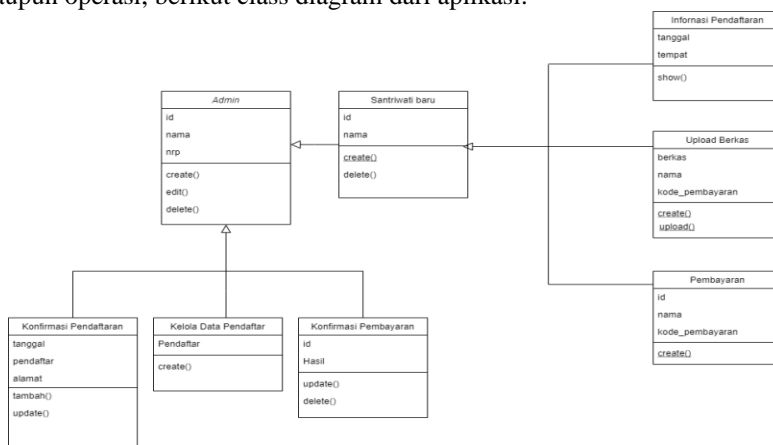 aupun operasi, berikut class diagram dari aplikasi:
Infornasi Pendaftaran
tanggal
tempat
show()
Admin
id
nama
nrp
create()
edit()
delete()
Santriwati baru
id
nama
create()
delete()
Upload Berkas
berkas
nama
kode_pembayaran
create()
upload()
Pembayaran
id
nama
kode_pembayaran
create()
Konfirmasi Pendaftaran
tanggal
pendaftar
alamat
tambah()
update()
Kelola Data Pendaftar
Pendaftar
create()
Konfirmasi Pembayaran
id
Hasil
update()
delete()